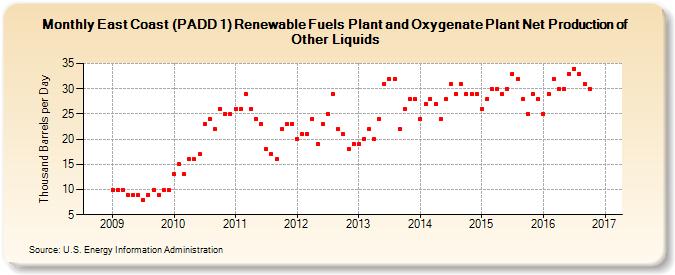 Monthly East Coast (PADD 1) Renewable Fuels Plant and Oxygenate Plant Net Production of
Other Liquids
Thousand Barrels per Day
35
30
25
20
15
10
5
2009 2010 2011 2012 2013 2014 2015 2016 2017
Source: U.S. Energy Information Administration